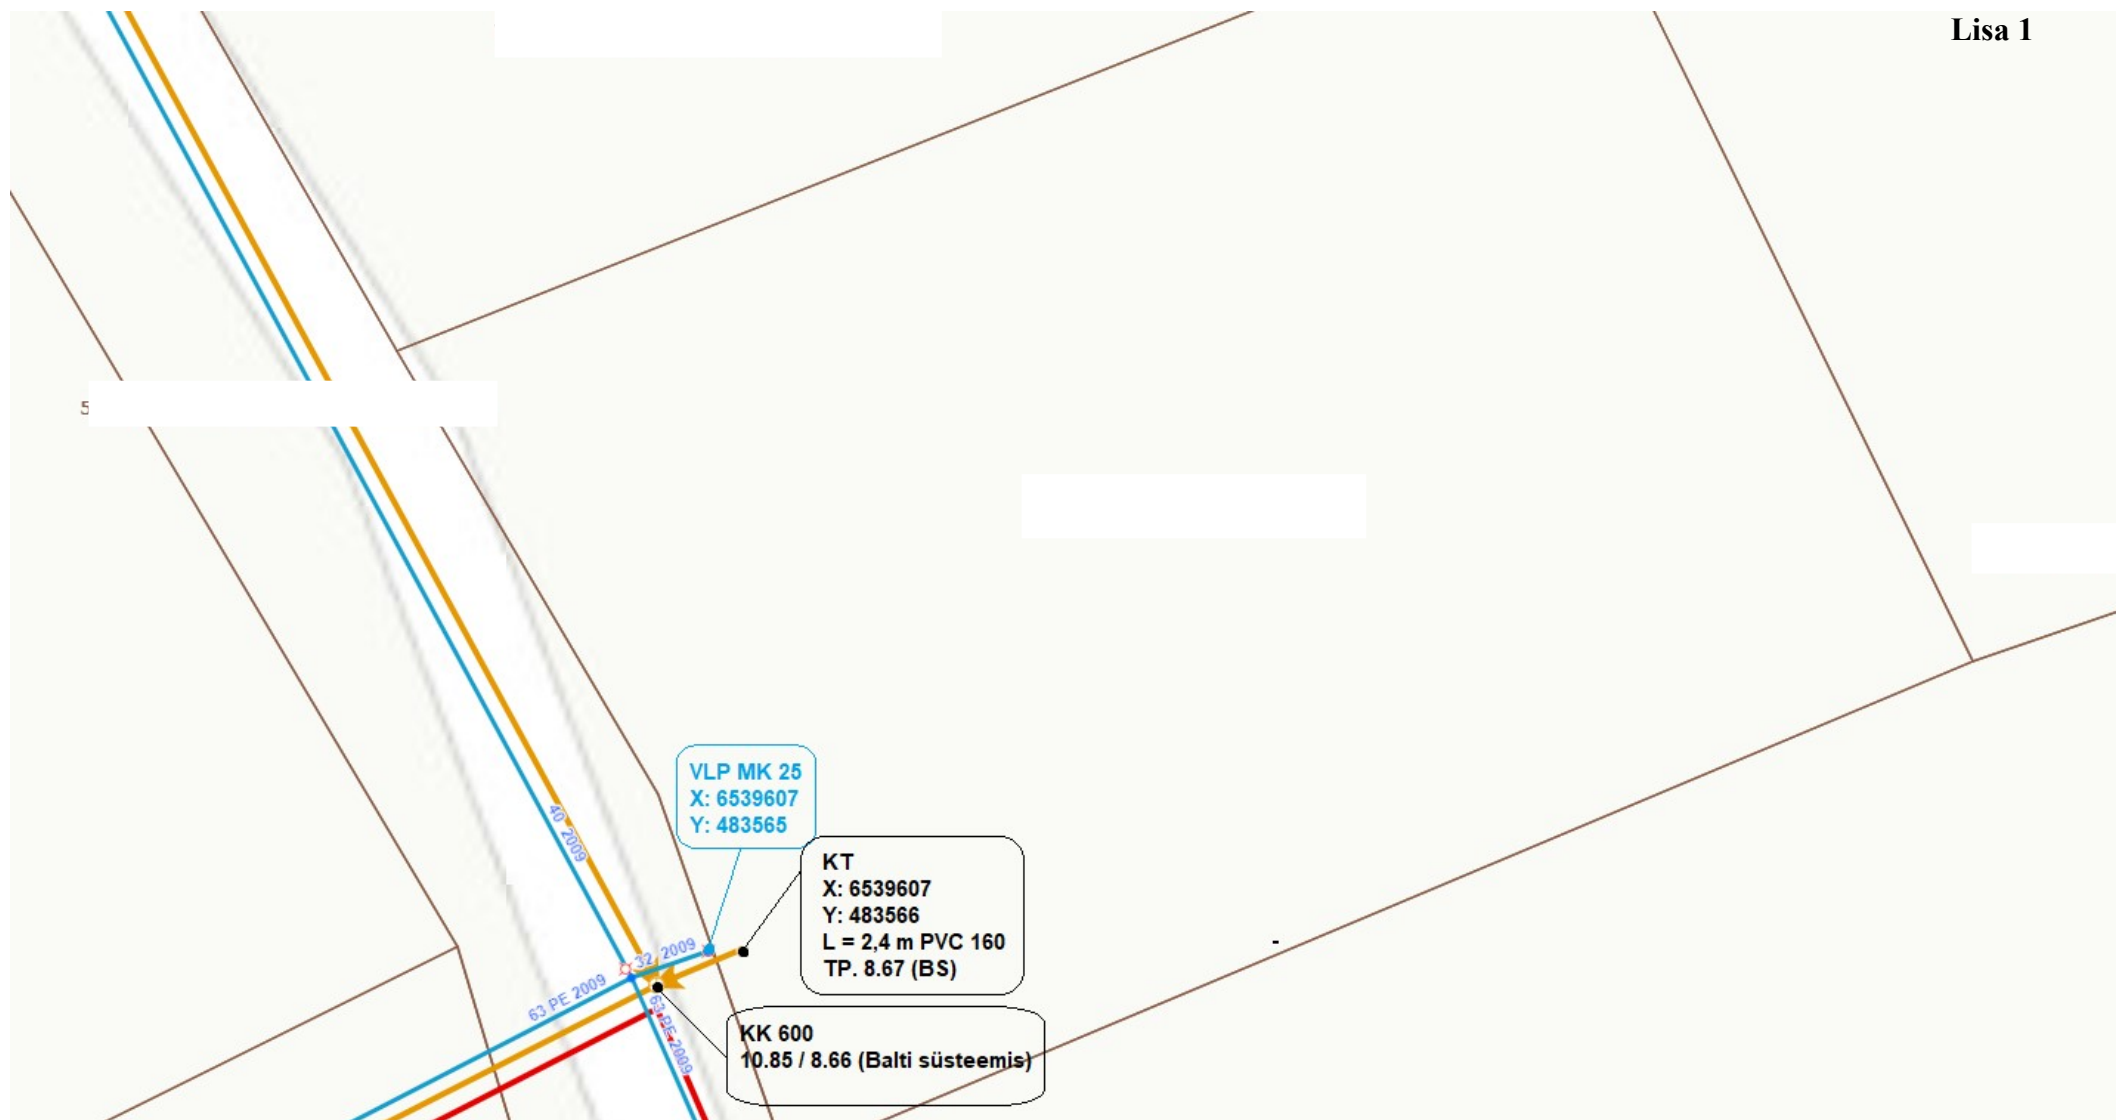 Lisa 1
5
VLP MK 25
X: 6539607
Y: 483565
40 2009
KT
X: 6539607
Y: 483566
L = 2,4 m PVC 160
TP. 8.67 (BS)
32 2009
63 PE 2009
63 PE 2009
KK 600
10.85 / 8.66 (Balti süsteemis)
-